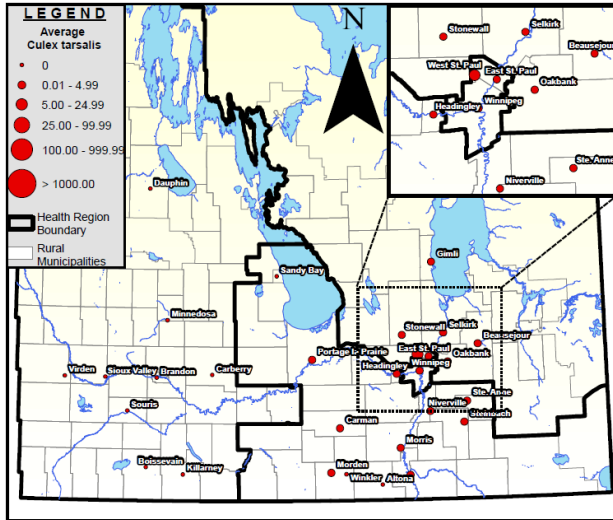 LEGEND
Average
Culex tarsalis
0
0.01 - 4.99
5.00 - 24.99
25.00 - 99.99
100.00 - 999.99
> 1000.00
Health Region
Boundary
Rural
Municipalities
N
Stonewall
Selkirk
Beausejour
West St. Paul
East St. Paul
Oakbank
Headingley
Winnipeg
Ste. Anne
Niverville
Dauphin
Gimli
Sandy Bay
Minnedosa
Stonewall
Selkirk
Beausejour
Portage la Prairie
East St. Paul
Oakbank
Headingley
Winnipeg
Virden
Sioux Valley
Brandon
Carberry
Ste. Anne
Niverville
Steinbach
Souris
Carman
Morris
Boissevain
Killarney
Morden
Winkler
Altona